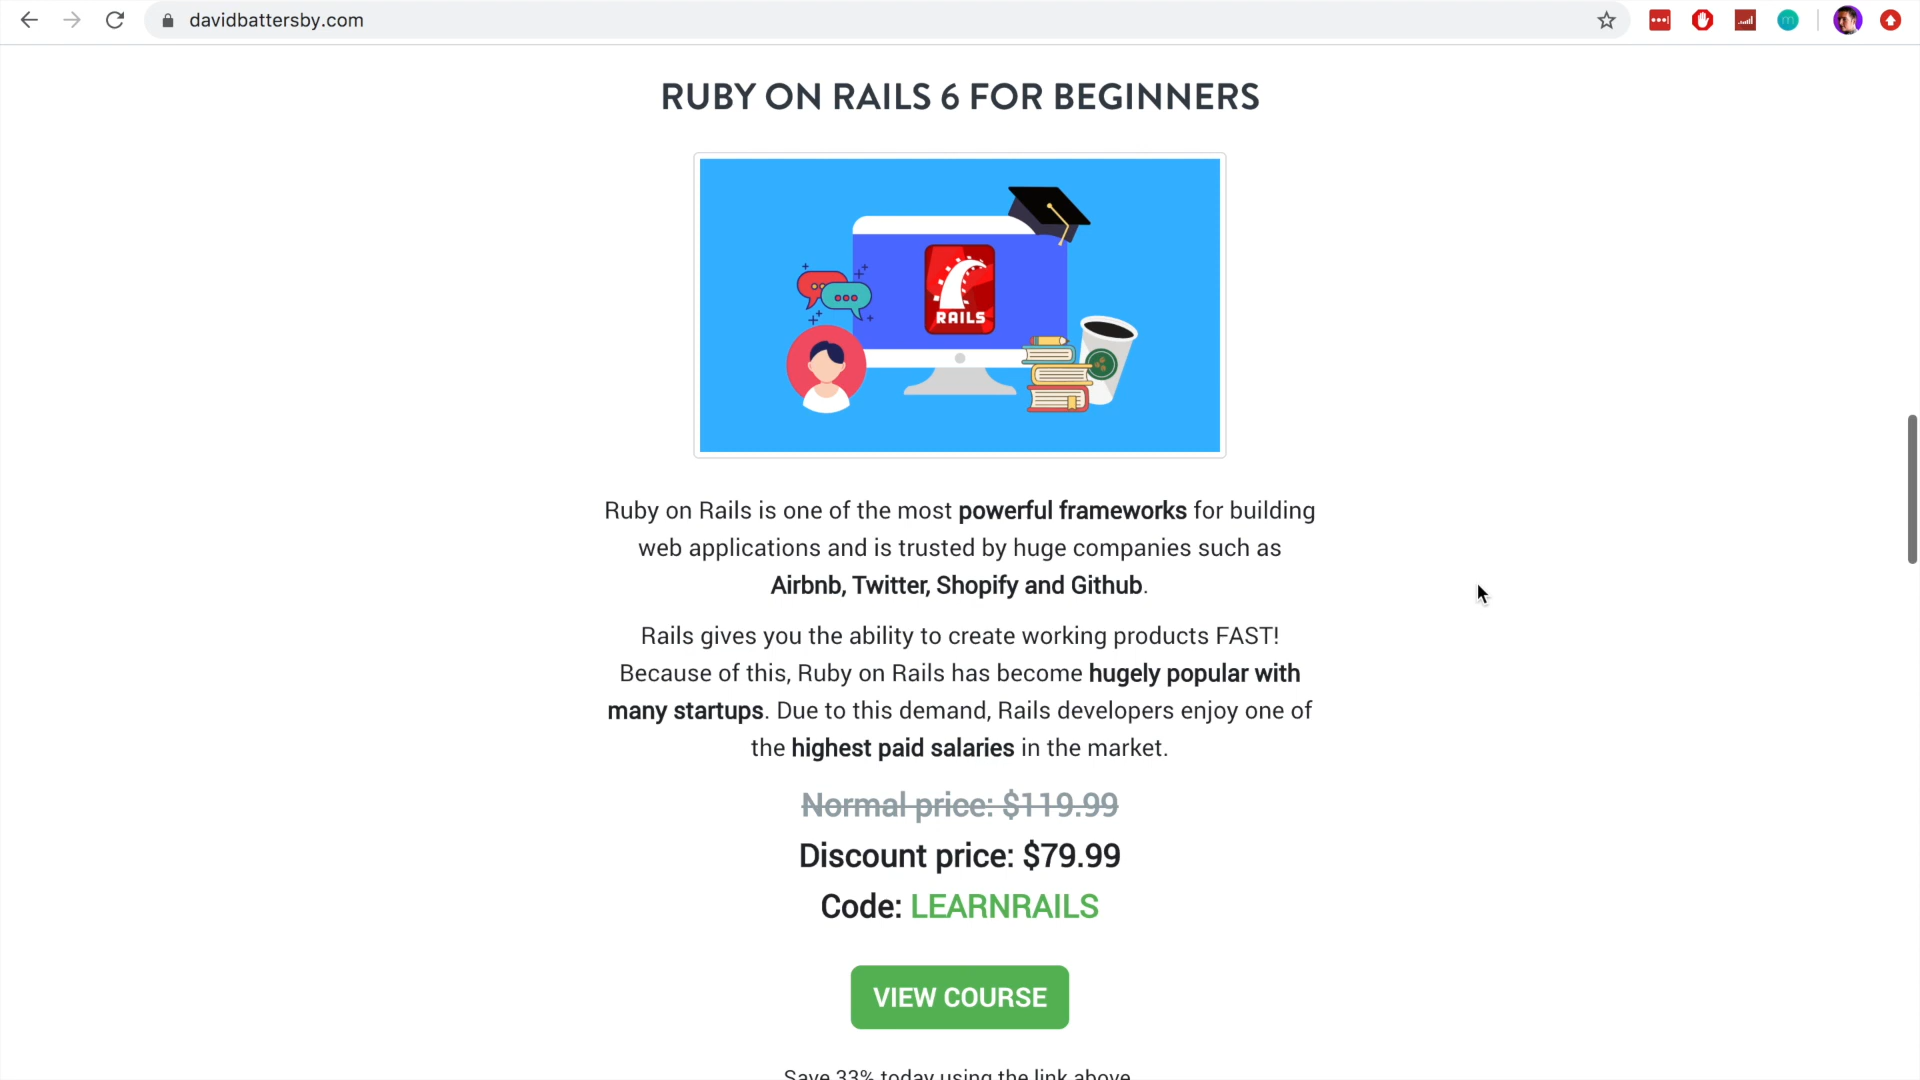 davidbattersby.com
RUBY ON RAILS 6 FOR BEGINNERS
RAILS
Ruby on Rails is one of the most powerful frameworks for building
web applications and is trusted by huge companies such as
Airbnb, Twitter, Shopify and Github.
Rails gives you the ability to create working products FAST!
Because of this, Ruby on Rails has become hugely popular with
many startups. Due to this demand, Rails developers enjoy one of
the highest paid salaries in the market.
Normal price: $119.99
Discount price: $79.99
Code: LEARNRAILS
VIEW COURSE
Save 33% today using the link above